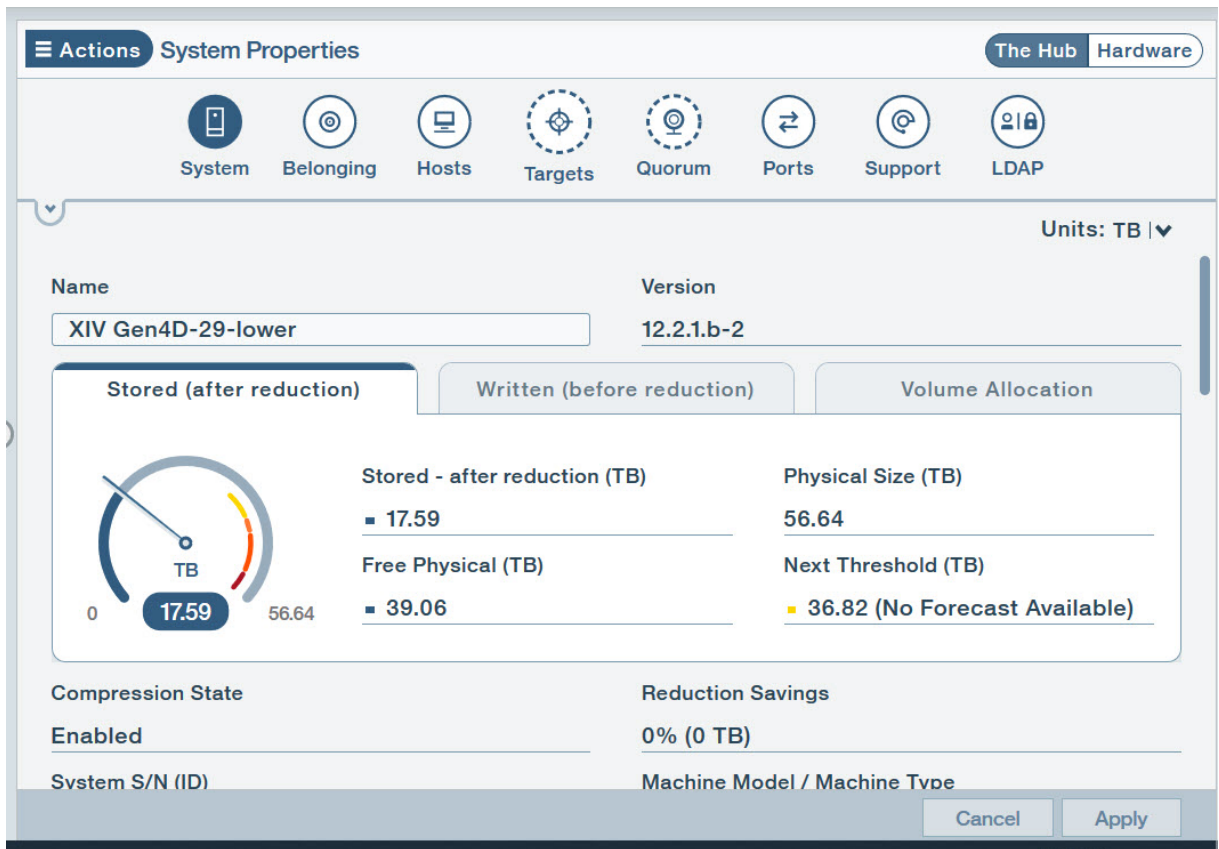 Actions System Properties The Hub Hardware
System Belonging Hosts Targets Quorum Ports Support LDAP
Units: TB
Name Version
XIV Gen4D-29-lower 12.2.1.b-2
Stored (after reduction) Written (before reduction) Volume Allocation
Stored - after reduction (TB) Physical Size (TB)
17.59 56.64
Free Physical (TB) Next Threshold (TB)
TB
0 17.59 56.64 39.06 36.82 (No Forecast Available)
Compression State Reduction Savings
Enabled 0% (0 TB)
System S/N (ID) Machine Model / Machine Type
Cancel Apply